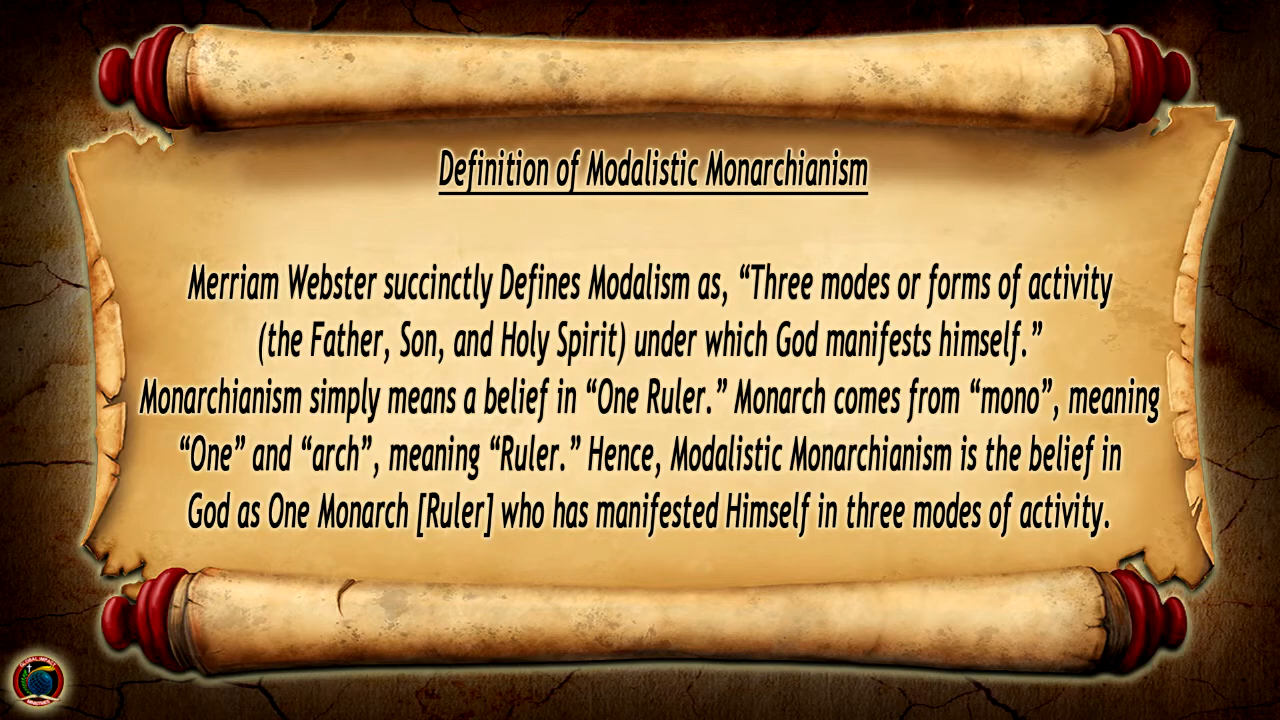 Definition of Modalistic Monarchianism
Merriam Webster succinctly Defines Modalism as, “Three modes or forms of activity
(the Father, Son, and Holy Spirit) under which God manifests himself.”
Monarchianism simply means a belief in “One Ruler.” Monarch comes from “mono”, meaning
“One” and “arch”, meaning “Ruler.” Hence, Modalistic Monarchianism is the belief in
God as One Monarch [Ruler] who has manifested Himself in three modes of activity.
GLOBAL IMPACT
MINISTRIES